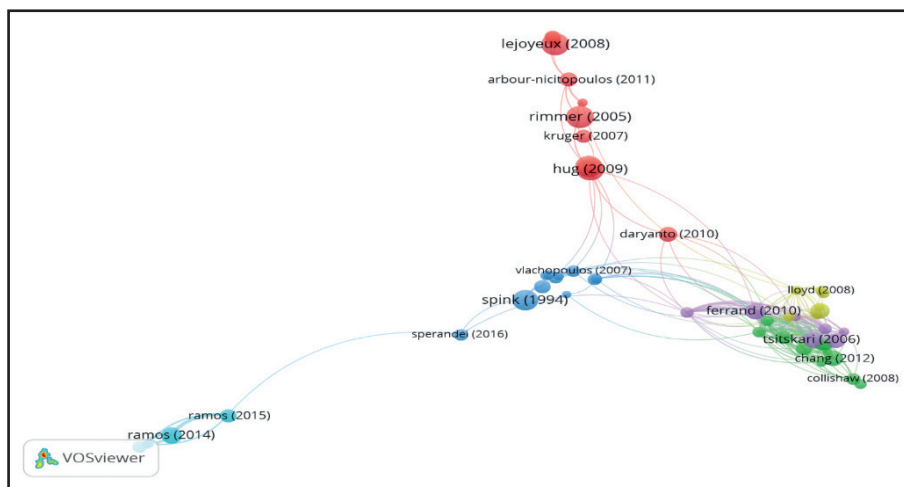 lejoyeux (2008)
arbour-nicitopoulos (2011)
rimmer (2005)
kruger (2007)
hug (2009)
daryanto (2010)
vlachopoulos (2007)
lloyd (2008)
spink (1994)
ferrand (2010)
sperandei (2016)
tsitskari (2006)
chang (2012)
collishaw (2008)
ramos (2015)
ramos (2014)
VOSviewer